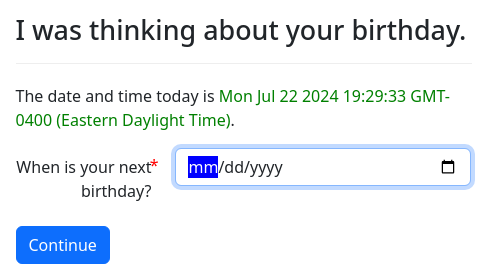 I was thinking about your birthday.
The date and time today is Mon Jul 22 2024 19:29:33 GMT-
0400 (Eastern Daylight Time).
When is your next*
birthday?
mm/dd/yyyy
Continue